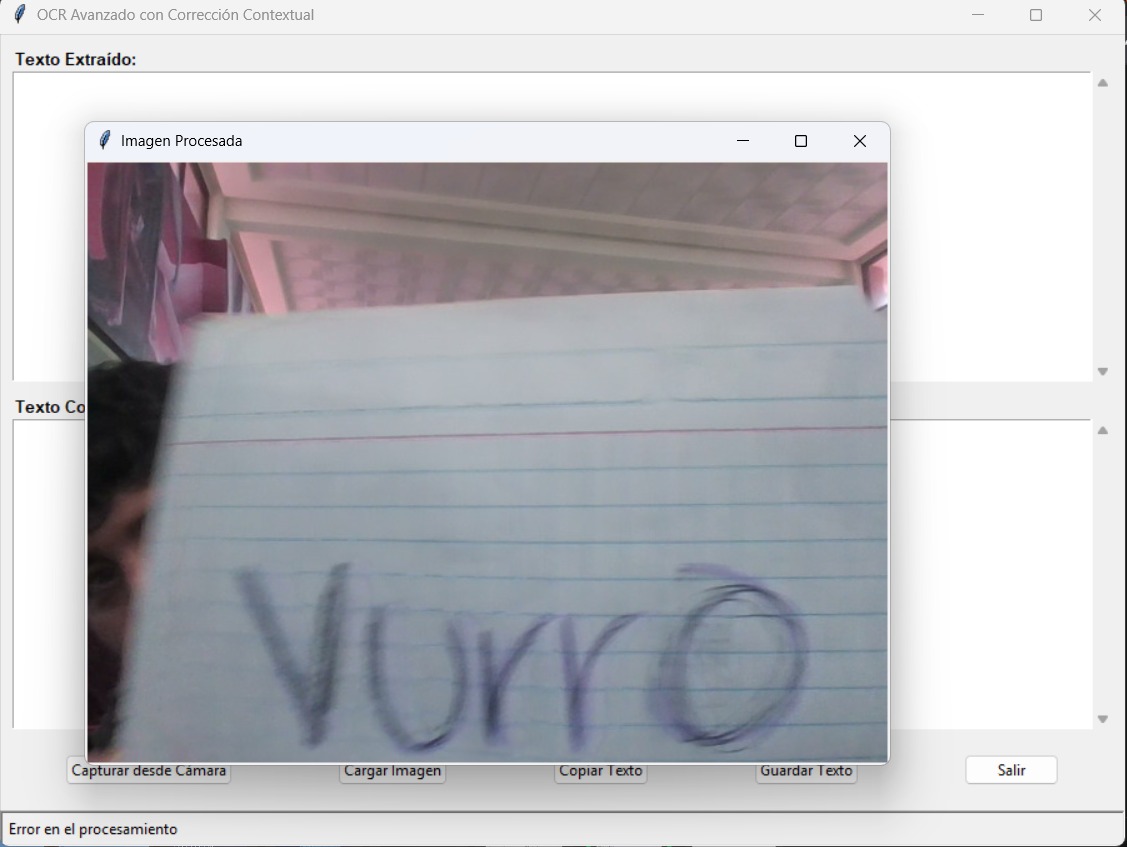 OCR Avanzado con Corrección Contextual
Texto Extraído:
Imagen Procesada
Texto Co
VurrO
Capturar desde Cámara
Cargar Imagen
Copiar Texto
Guardar Texto
Salir
Error en el procesamiento